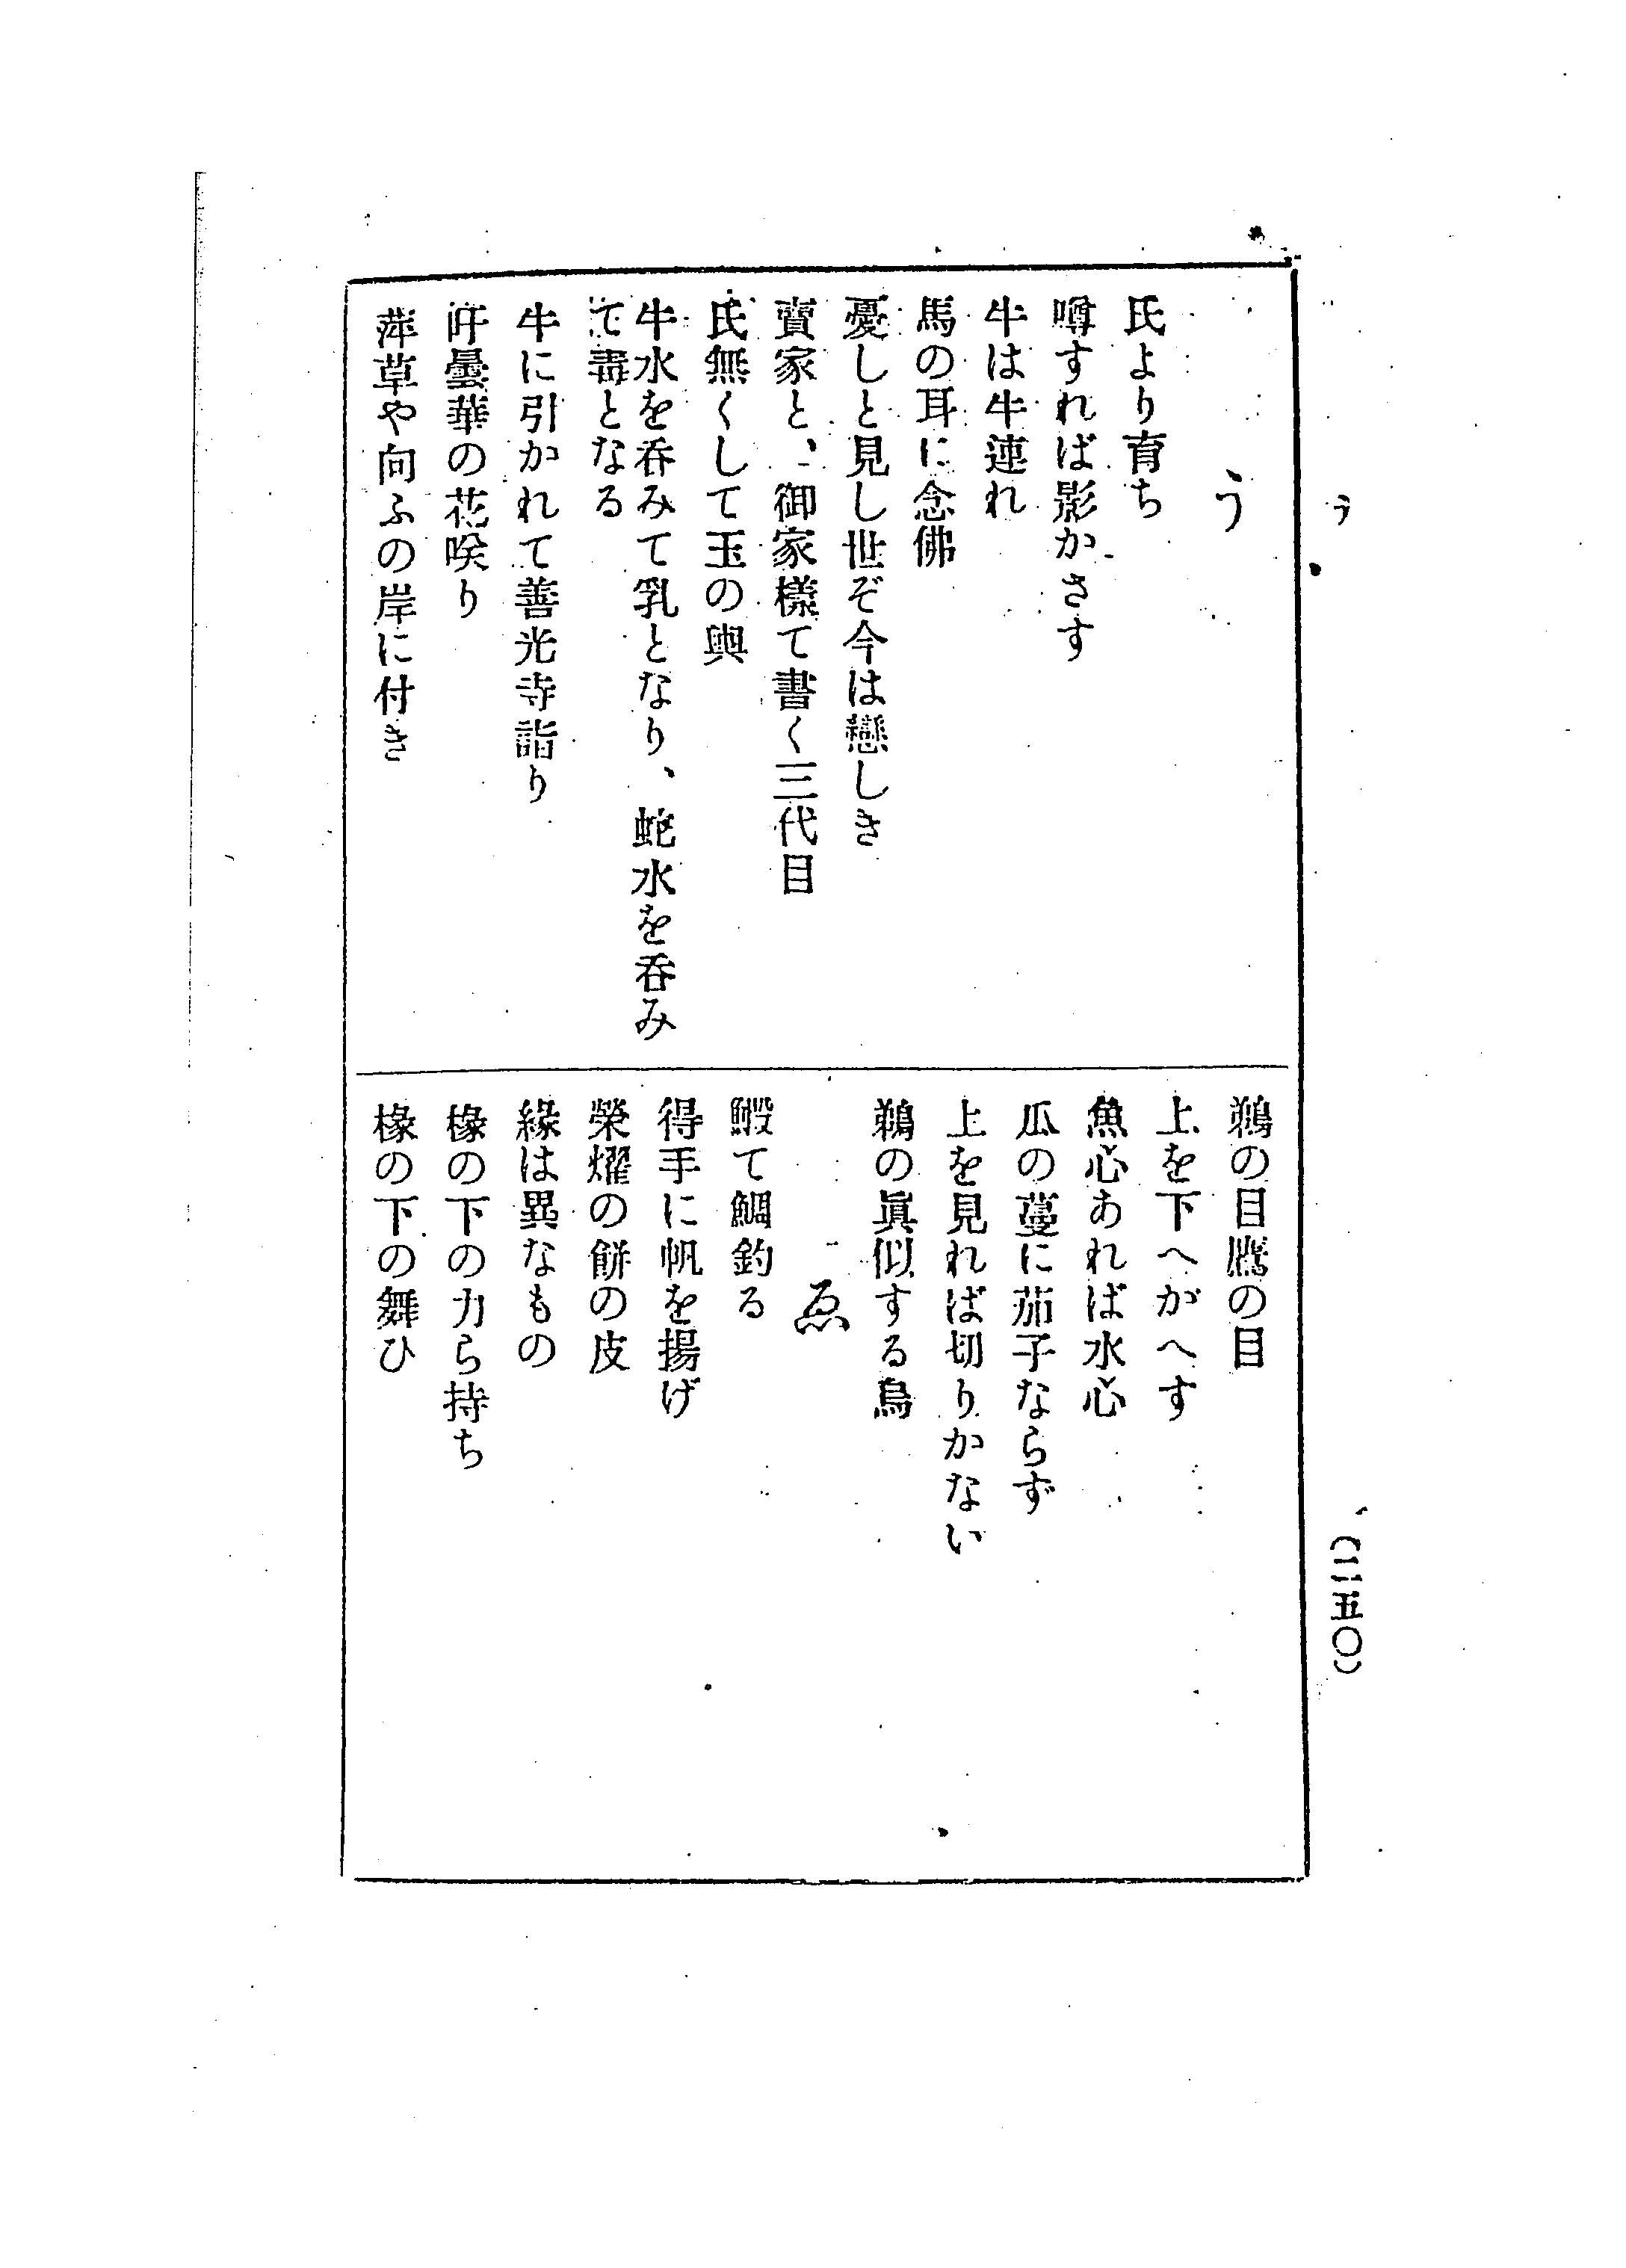 う
(二五〇)
う
氏より育ち
噂すれば影かさす
牛は牛連れ
馬の耳に念佛
憂しと見し世ぞ今は戀しき
賣家と、御家樣て書く三代目
氏無くして玉の輿
牛水を呑みて乳となり、蛇水を呑み
て毒となる
牛に引かれて善光寺詣り
盱曇華の花咲り
萍草や向ふの岸に付き
鵜の目鷹の目
上を下へがへす
魚心あれば水心
瓜の蔓に茄子ならず
上を見れば切りかない
鵜の眞似する烏
ゑ
鰕て鯛釣る
得手に帆を揚げ
榮燿の餅の皮
緣は異なもの
椽の下の力ら持ち
椽の下の舞ひ